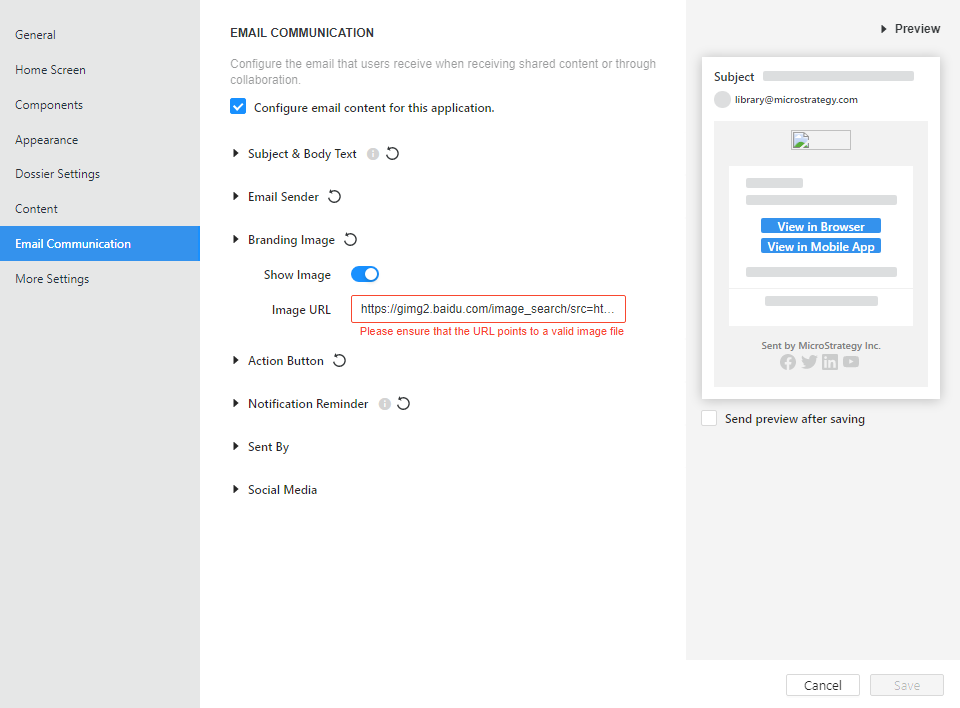 General
Home Screen
Components
Appearance
Dossier Settings
Content
Email Communication
More Settings
EMAIL COMMUNICATION
Configure the email that users receive when receiving shared content or through
collaboration.
Configure email content for this application.
Subject & Body Text
Email Sender
Branding Image
Show Image
Image URL
https://gimg2.baidu.com/image_search/src=ht...
Please ensure that the URL points to a valid image file
Action Button
Notification Reminder
Sent By
Social Media
Preview
Subject
library@microstrategy.com
View in Browser
View in Mobile App
Sent by MicroStrategy Inc.
Send preview after saving
Cancel
Save